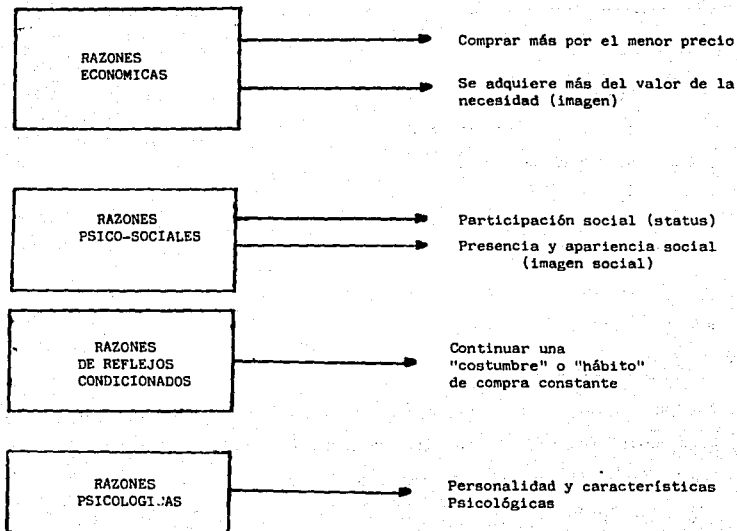 RAZONES
ECONOMICAS
Comprar más por el menor precio
Se adquiere más del valor de la
necesidad (imagen)
RAZONES
PSICO-SOCIALES
Participación social (status)
Presencia y apariencia social
(imagen social)
RAZONES
DE REFLEJOS
CONDICIONADOS
Continuar una
"costumbre" o "hábito"
de compra constante
RAZONES
Personalidad y características
Psicológicas